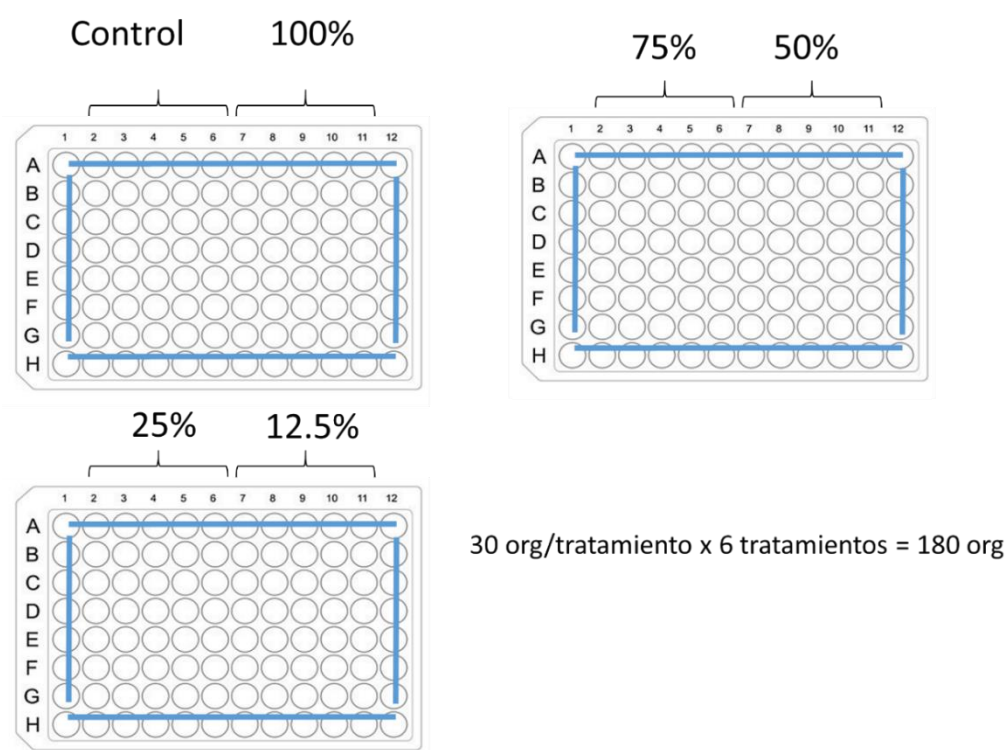 Control 100%
1 2 3 4 5 6 7 8 9 10 11 12
A
B
C
D
E
F
G
H
75% 50%
1 2 3 4 5 6 7 8 9 10 11 12
A
B
C
D
E
F
G
H
25% 12.5%
1 2 3 4 5 6 7 8 9 10 11 12
A
B
C
D
E
F
G
H
30 org/tratamiento x 6 tratamientos = 180 org